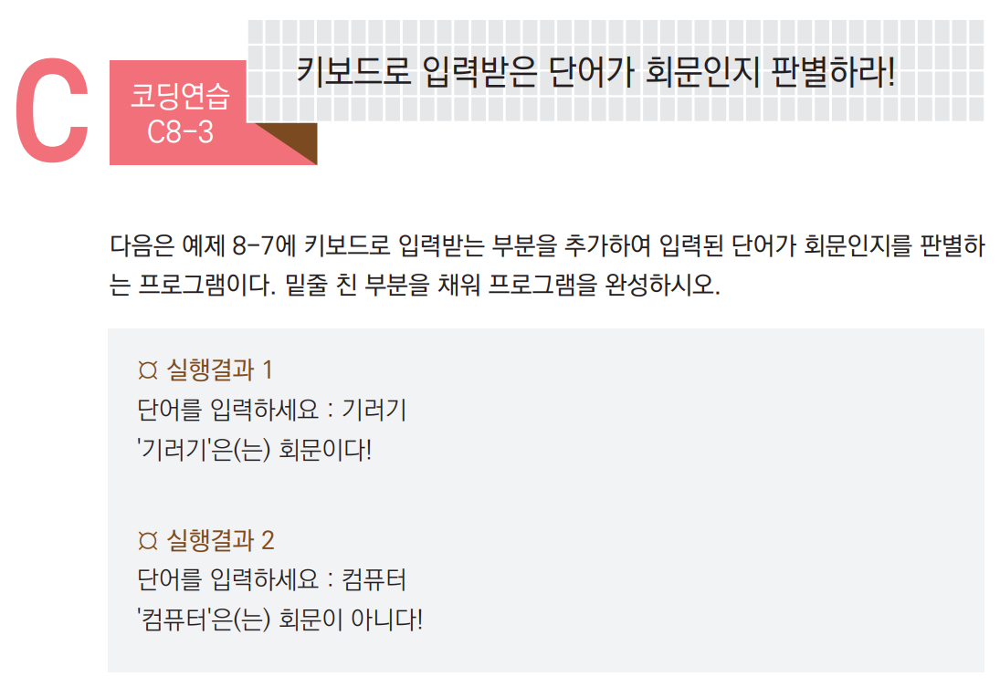 C
코딩연습
C8-3
키보드로 입력받은 단어가 회문인지 판별하라!
다음은 예제 8-7에 키보드로 입력받는 부분을 추가하여 입력된 단어가 회문인지를 판별하
는 프로그램이다. 밑줄 친 부분을 채워 프로그램을 완성하시오.
¤ 실행결과 1
단어를 입력하세요 : 기러기
'기러기'은(는) 회문이다!
¤ 실행결과 2
단어를 입력하세요 : 컴퓨터
'컴퓨터'은(는) 회문이 아니다!